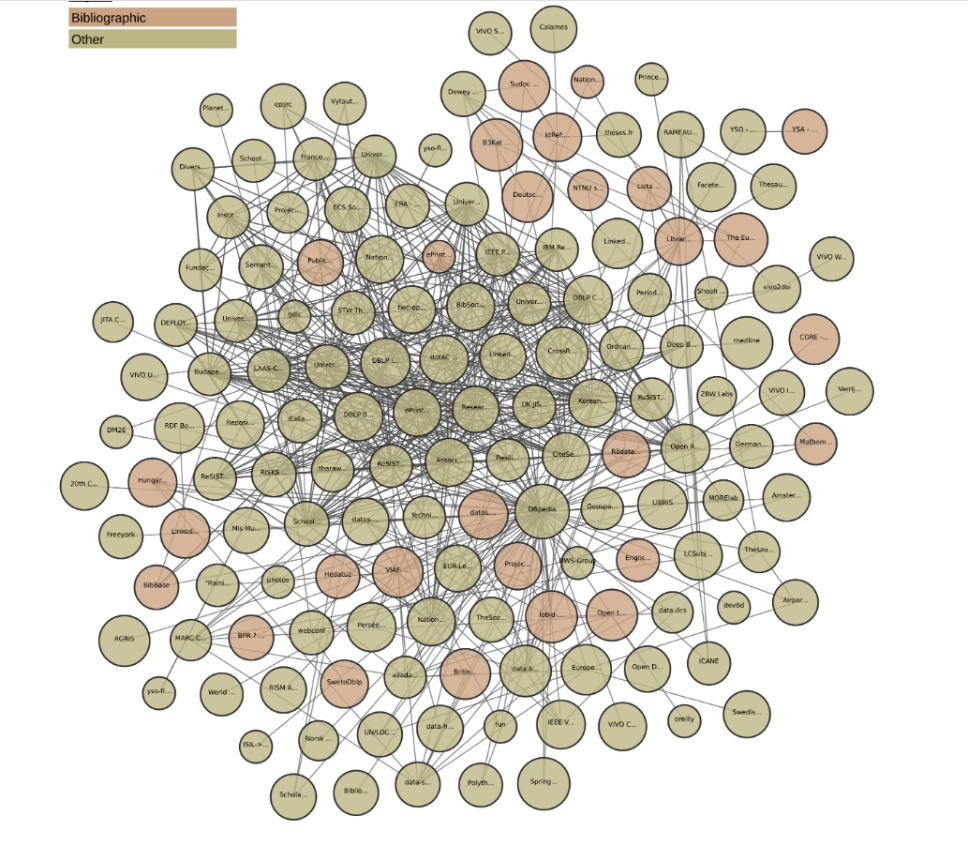 Bibliographic
Other
VIVO S...
Calames
Sudoc ...
Nation...
Prince...
Dewey ...
Planet...
epsrc
Vytaut...
B3Kat ...
IdRef:...
theses.fr
RAMEAU...
YSO -...
YSA - ...
Divers...
School...
France...
Univer...
yso-fi...
Deutsc...
NTNU s...
Lista ...
Facete...
Thesau...
Instit...
Projec...
ECS So...
ERA -...
Univer...
Linked...
Librar...
The Eu...
Fundaç...
Semant...
Public...
Nation...
ePrint...
IEEE P...
IBM Re...
VIVO W...
DBLP C...
Period...
Shoah ...
vivo2doi
JITA C...
DEPLOY...
Univer...
gdlc
STW Th...
twc-op...
BibSon...
Univer...
CORE -...
Budape...
LAAS-C...
Univer...
DBLP i...
dotAC ...
Linked...
CrossR...
Ordnan...
Deep B...
medline
VIVO U...
ReSIST...
ZBW Labs
VIVO I...
Verrij...
DM2E
RDF Bo...
Reposi...
Italia...
DBLP B...
ePrint...
Resear...
UK JIS...
Korean...
Open A...
German...
Mathem...
20th C...
Hungar...
ReSIST...
RISKS ...
tharaw...
ReSIST...
Associ...
Resili...
CiteSe...
Rådata...
Freeyork
Linked...
Mis Mu...
School...
datos-...
Techni...
datos....
DBpedia
Geospa...
LIBRIS
MORElab
Amster...
BibBase
"Raini...
photos
Hedatuz
VIAF:...
EUR-Le...
Projec...
DWS-Group
Englis...
LCSubj...
Thesau...
AGRIS
MARC C...
BPR ? ...
webconf
Persée...
Nation...
TheSoz...
lobid-...
Open L...
data.dcs
dev8d
Airpor...
yso-fi...
World ...
RISM A...
SwetoDblp
Britis...
data.b...
Europe...
Open D...
ICANE
ISIL->...
Norsk ...
UN/LOC...
data-h...
fun
IEEE V...
VIVO C...
oreilly
Swedis...
Schola...
Biblio...
data-s...
Polyth...
Spring...